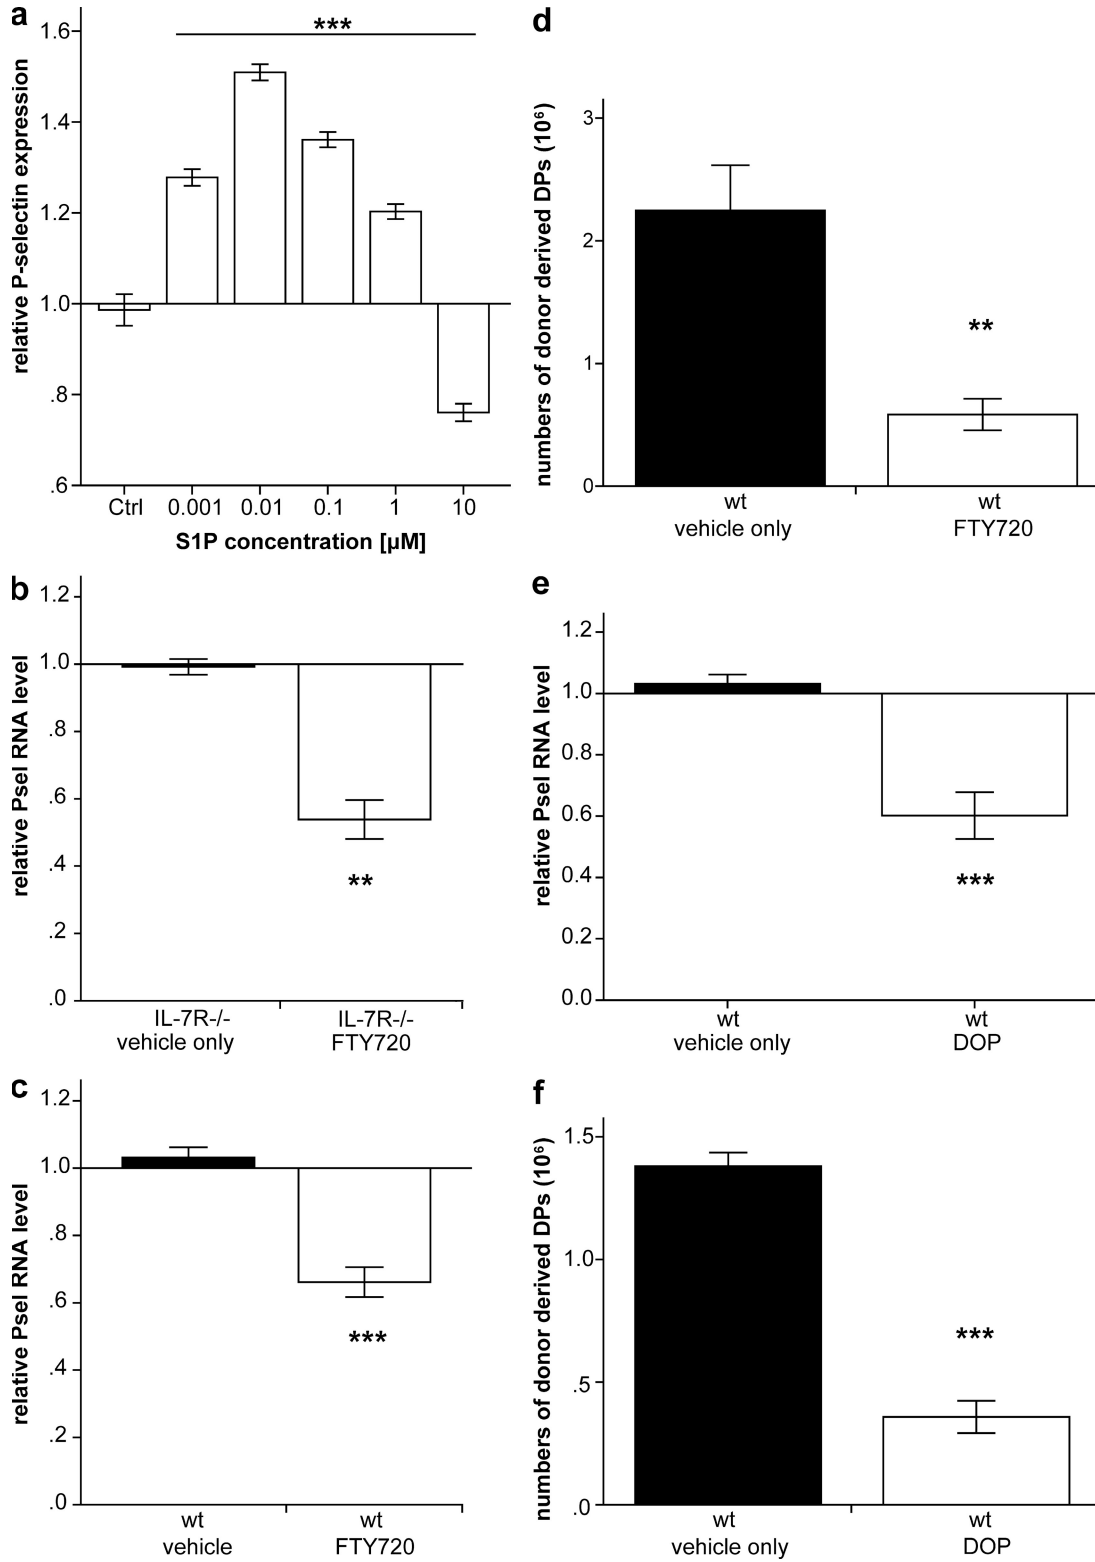 a
relative P-selectin expression
1.6
1.4
1.2
1.0
.8
.6
***
Ctrl 0.001 0.01 0.1 1 10
S1P concentration [µM]
b
relative Psel RNA level
1.2
1.0
.8
.6
.4
.2
.0
**
IL-7R-/- IL-7R-/-
vehicle only FTY720
c
relative Psel RNA level
1.2
1.0
.8
.6
.4
.2
.0
***
wt wt
vehicle FTY720
d
numbers of donor derived DPs (10⁶)
3
2
1
0
**
wt wt
vehicle only FTY720
e
relative Psel RNA level
1.2
1.0
0.8
0.6
0.4
0.2
0.0
***
wt wt
vehicle only DOP
f
numbers of donor derived DPs (10⁶)
1.5
1.0
.5
.0
***
wt wt
vehicle only DOP